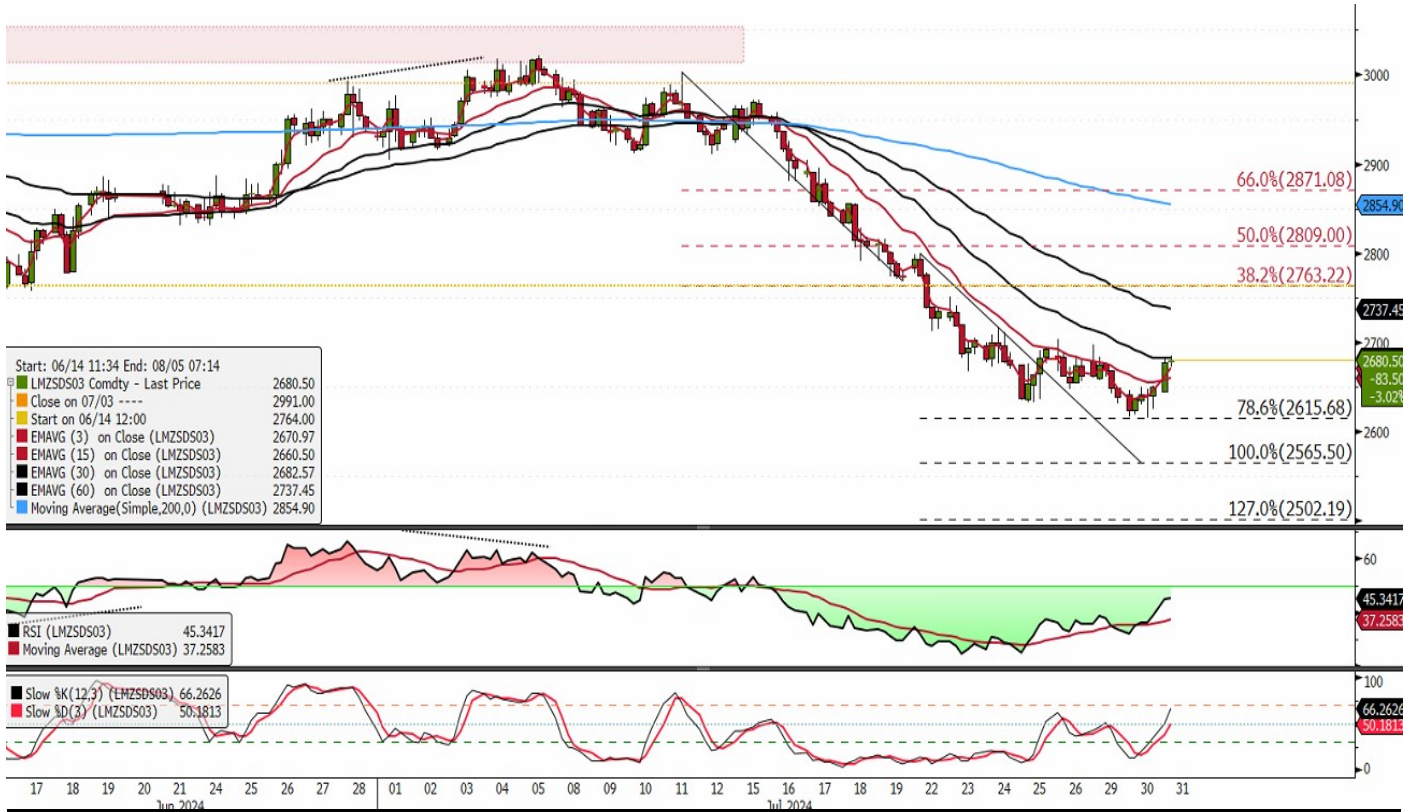 3000
2900
66.0%(2871.08)
2854.90
50.0%(2809.00)
2800
38.2%(2763.22)
2737.45
2700
2680.50
-83.50
-3.02%
78.6%(2615.68)
2600
100.0%(2565.50)
127.0%(2502.19)
Start: 06/14 11:34 End: 08/05 07:14
LMZSDS03 Comdty - Last Price 2680.50
Close on 07/03 ---- 2991.00
Start on 06/14 12:00 2764.00
EMAVG (3) on Close (LMZSDS03) 2670.97
EMAVG (15) on Close (LMZSDS03) 2660.50
EMAVG (30) on Close (LMZSDS03) 2682.57
EMAVG (60) on Close (LMZSDS03) 2737.45
Moving Average(Simple,200,0) (LMZSDS03) 2854.90
60
45.3417
37.2583
RSI (LMZSDS03) 45.3417
Moving Average (LMZSDS03) 37.2583
Slow %K(12,3) (LMZSDS03) 66.2626
Slow %D(3) (LMZSDS03) 50.1813
100
66.2626
50.1813
0
17 18 19 20 21 24 25 26 27 28 01 02 03 04 05 08 09 10 11 12 15 16 17 18 19 22 23 24 25 26 29 30 31
Jun 2024 Jul 2024